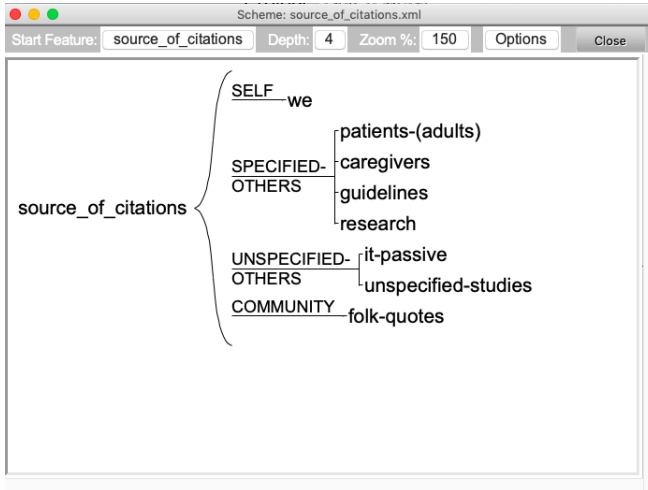 Scheme: source_of_citations.xml
Start Feature: source_of_citations Depth: 4 Zoom %: 150 Options Close
SELF
we
patients-(adults)
SPECIFIED-
OTHERS
caregivers
guidelines
research
source_of_citations
UNSPECIFIED-
OTHERS
it-passive
unspecified-studies
COMMUNITY
folk-quotes